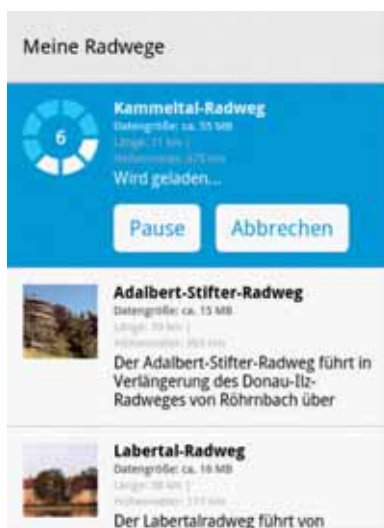 Meine Radwege
Kammeltal-Radweg
Datengröße: ca. 55 MB
6
Wird geladen...
Pause
Abbrechen
Adalbert-Stifter-Radweg
Datengröße: ca. 15 MB
Der Adalbert-Stifter-Radweg führt in
Verlängerung des Donau-Ilz-
Radweges von Röhrnbach über
Labertal-Radweg
Datengröße: ca. 16 MB
Der Labertalradweg führt von